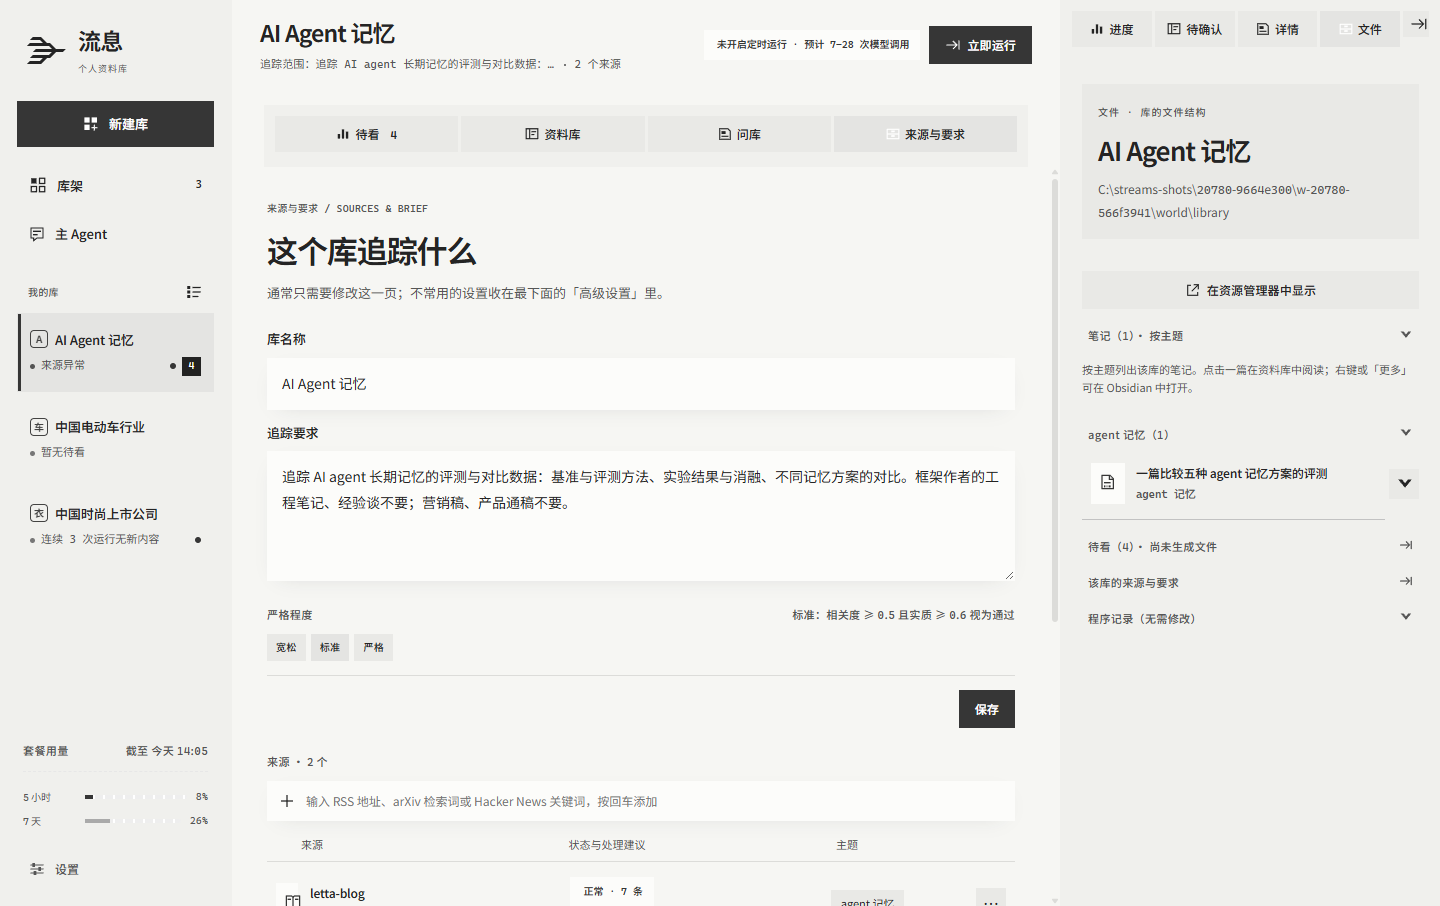 流息
个人资料库
新建库
库架 3
主 Agent
我的库
A AI Agent 记忆
来源异常 4
车 中国电动车行业
暂无待看
衣 中国时尚上市公司
连续 3 次运行无新内容
套餐用量 截至 今天 14:05
5 小时 8%
7 天 26%
设置
AI Agent 记忆
追踪范围：追踪 AI agent 长期记忆的评测与对比数据：… · 2 个来源
未开启定时运行 · 预计 7–28 次模型调用
立即运行
待看 4
资料库
问库
来源与要求
来源与要求 / SOURCES & BRIEF
这个库追踪什么
通常只需要修改这一页；不常用的设置收在最下面的「高级设置」里。
库名称
AI Agent 记忆
追踪要求
追踪 AI agent 长期记忆的评测与对比数据：基准与评测方法、实验结果与消融、不同记忆方案的对比。框架作者的工
程笔记、经验谈不要；营销稿、产品通稿不要。
严格程度 标准：相关度 ≥ 0.5 且实质 ≥ 0.6 视为通过
宽松 标准 严格
保存
来源 · 2 个
输入 RSS 地址、arXiv 检索词或 Hacker News 关键词，按回车添加
来源 状态与处理建议 主题
letta-blog
正常 · 7 条
agent 记忆
...
进度
待确认
详情
文件
文件 · 库的文件结构
AI Agent 记忆
C:\streams-shots\20780-9664e300\w-20780-
566f3941\world\library
在资源管理器中显示
笔记（1）· 按主题
按主题列出该库的笔记。点击一篇在资料库中阅读；右键或「更多」
可在 Obsidian 中打开。
agent 记忆（1）
一篇比较五种 agent 记忆方案的评测
agent 记忆
待看（4）· 尚未生成文件
该库的来源与要求
程序记录（无需修改）